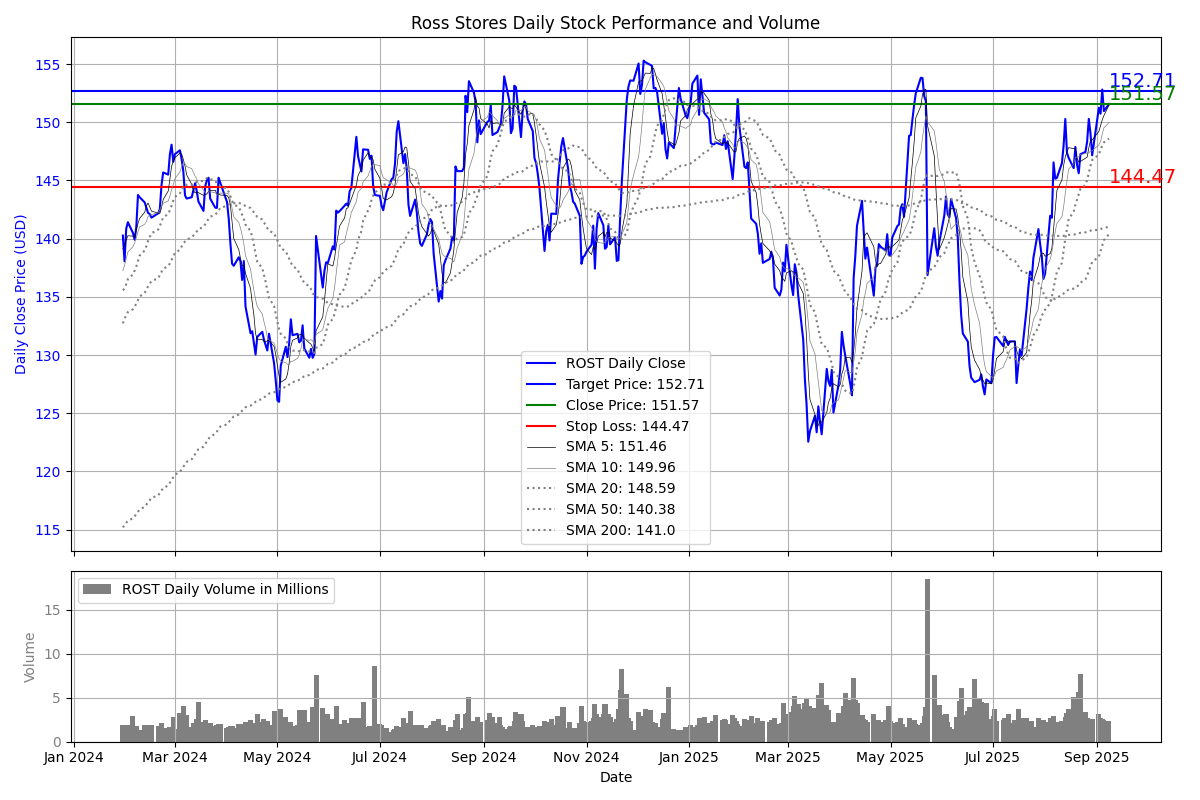 Ross Stores Daily Stock Performance and Volume
155
150
145
140
135
130
125
120
115
Daily Close Price (USD)
152.71
151.57
144.47
ROST Daily Close
Target Price: 152.71
Close Price: 151.57
Stop Loss: 144.47
SMA 5: 151.46
SMA 10: 149.96
SMA 20: 148.59
SMA 50: 140.38
SMA 200: 141.0
ROST Daily Volume in Millions
15
10
5
0
Volume
Jan 2024
Mar 2024
May 2024
Jul 2024
Sep 2024
Nov 2024
Jan 2025
Mar 2025
May 2025
Jul 2025
Sep 2025
Date